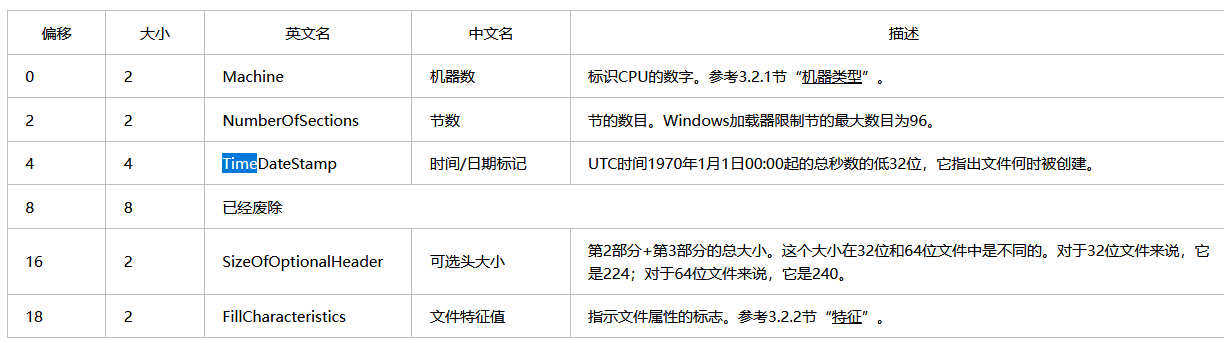 偏移 大小 英文名 中文名 描述
0 2 Machine 机器数 标识CPU的数字。参考3.2.1节“机器类型”。
2 2 NumberOfSections 节数 节的数目。Windows加载器限制节的最大数目为96。
4 4 TimeDateStamp 时间/日期标记 UTC时间1970年1月1日00:00起的总秒数的低32位，它指出文件何时被创建。
8 8 已经废除
16 2 SizeOfOptionalHeader 可选头大小 第2部分+第3部分的总大小。这个大小在32位和64位文件中是不同的。对于32位文件来说，它
是224；对于64位文件来说，它是240。
18 2 FillCharacteristics 文件特征值 指示文件属性的标志。参考3.2.2节“特征”。